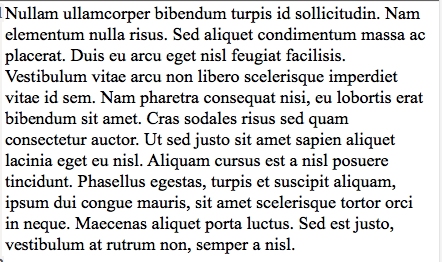 Nullam ullamcorper bibendum turpis id sollicitudin. Nam
elementum nulla risus. Sed aliquet condimentum massa ac
placerat. Duis eu arcu eget nisl feugiat facilisis.
Vestibulum vitae arcu non libero scelerisque imperdiet
vitae id sem. Nam pharetra consequat nisi, eu lobortis erat
bibendum sit amet. Cras sodales risus sed quam
consectetur auctor. Ut sed justo sit amet sapien aliquet
lacinia eget eu nisl. Aliquam cursus est a nisl posuere
tincidunt. Phasellus egestas, turpis et suscipit aliquam,
ipsum dui congue mauris, sit amet scelerisque tortor orci
in neque. Maecenas aliquet porta luctus. Sed est justo,
vestibulum at rutrum non, semper a nisl.